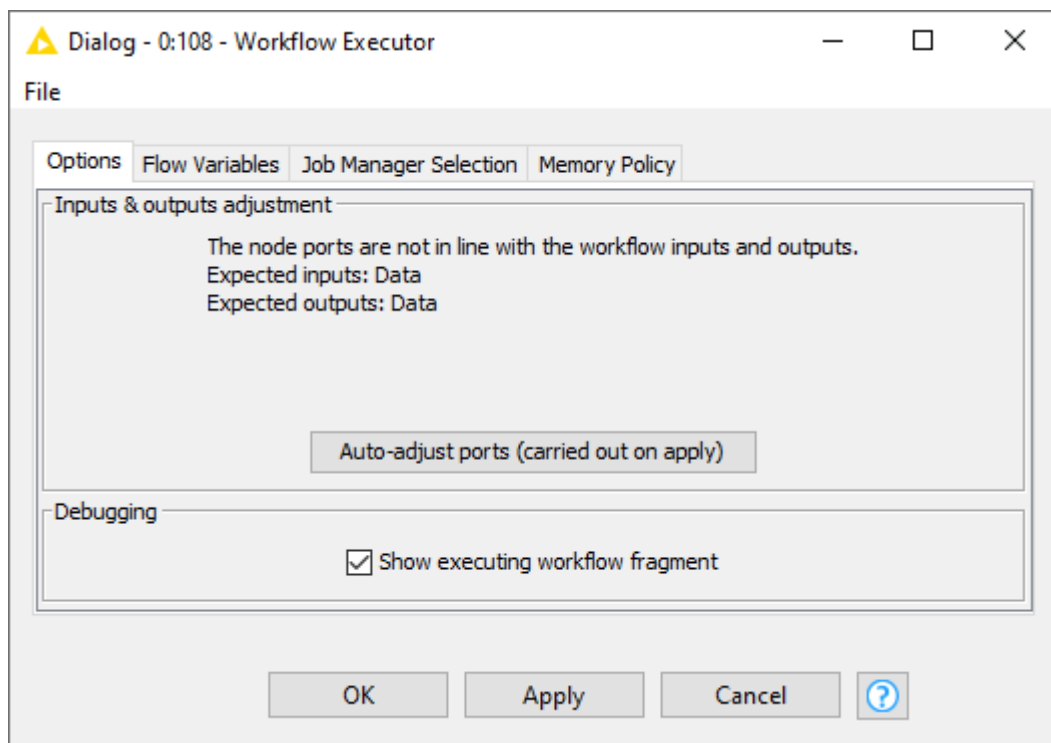 Dialog - 0:108 - Workflow Executor
File
Options Flow Variables Job Manager Selection Memory Policy
Inputs & outputs adjustment
The node ports are not in line with the workflow inputs and outputs.
Expected inputs: Data
Expected outputs: Data
Auto-adjust ports (carried out on apply)
Debugging
Show executing workflow fragment
OK Apply Cancel ?